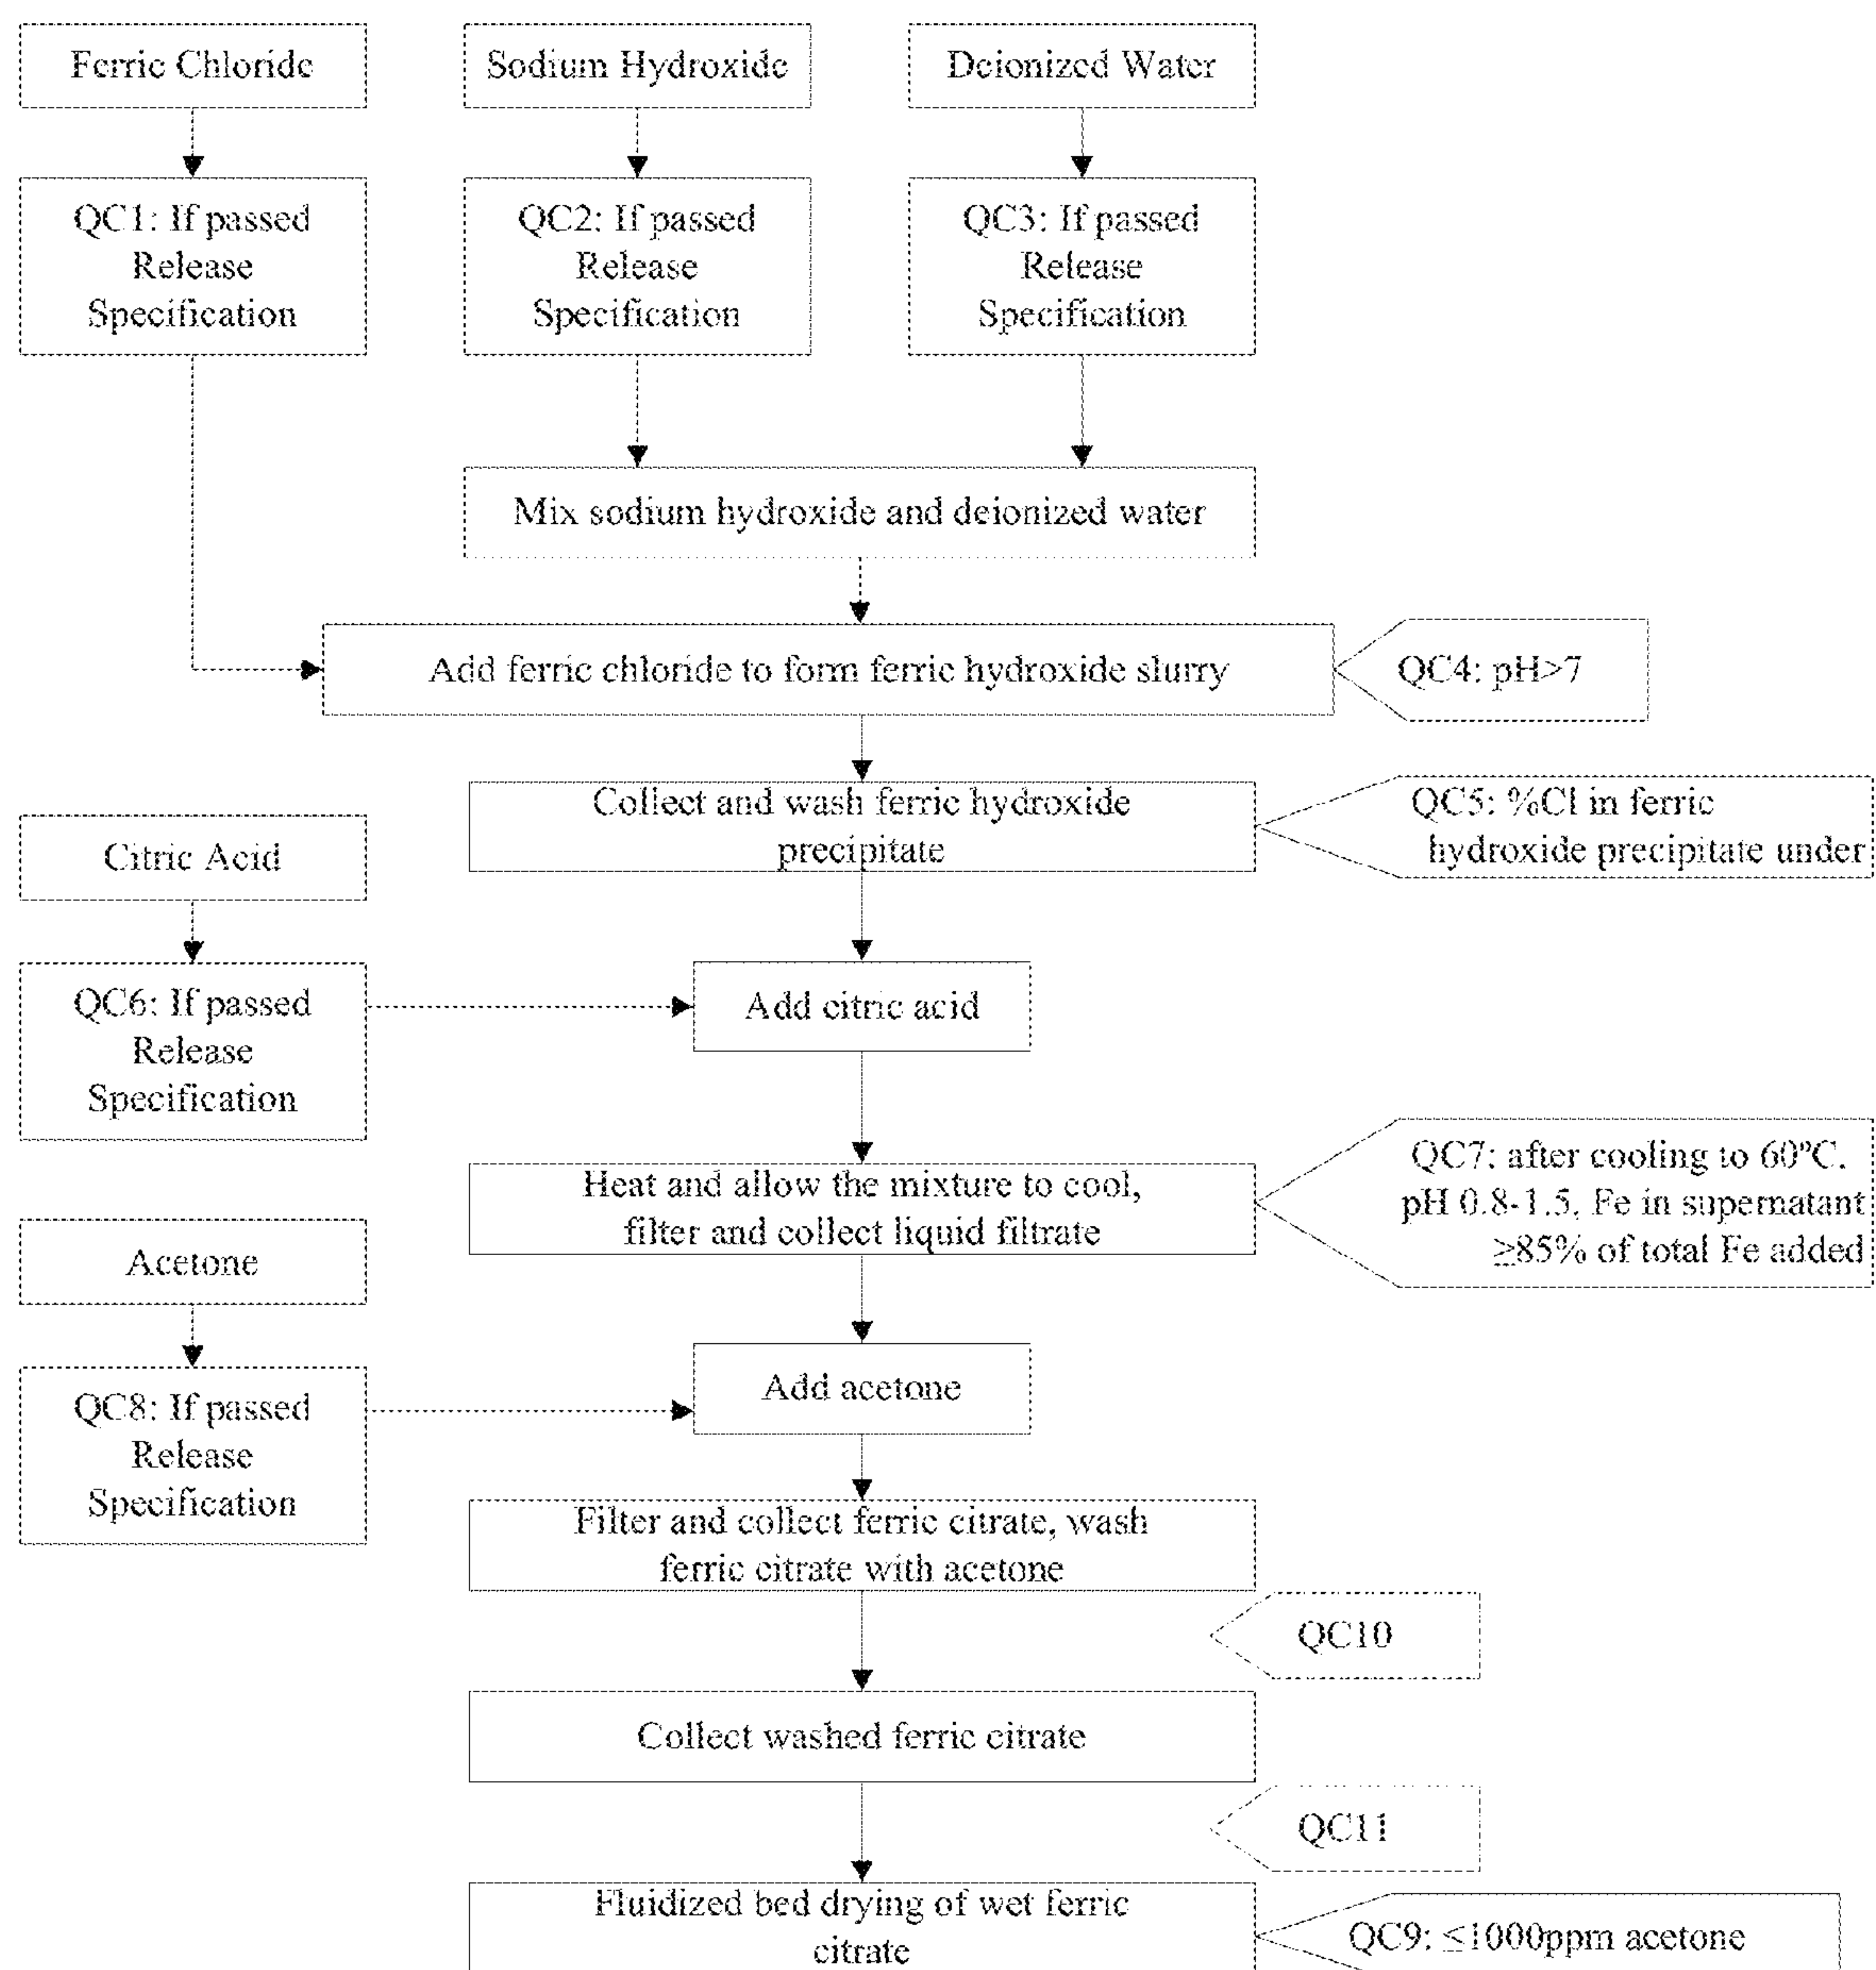 Ferric Chloride
Sodium Hydroxide
Deionized Water
QC1: If passed
Release
Specification
QC2: If passed
Release
Specification
QC3: If passed
Release
Specification
Mix sodium hydroxide and deionized water
Add ferric chloride to form ferric hydroxide slurry
QC4: pH>7
Collect and wash ferric hydroxide
precipitate
QC5: %Cl in ferric
hydroxide precipitate under
Citric Acid
QC6: If passed
Release
Specification
Add citric acid
Heat and allow the mixture to cool,
filter and collect liquid filtrate
QC7: after cooling to 60°C.
pH 0.8-1.5, Fe in supernatant
≥85% of total Fe added
Acetone
QC8: If passed
Release
Specification
Add acetone
Filter and collect ferric citrate, wash
ferric citrate with acetone
QC10
Collect washed ferric citrate
QC11
Fluidized bed drying of wet ferric
citrate
QC9: ≤1000ppm acetone